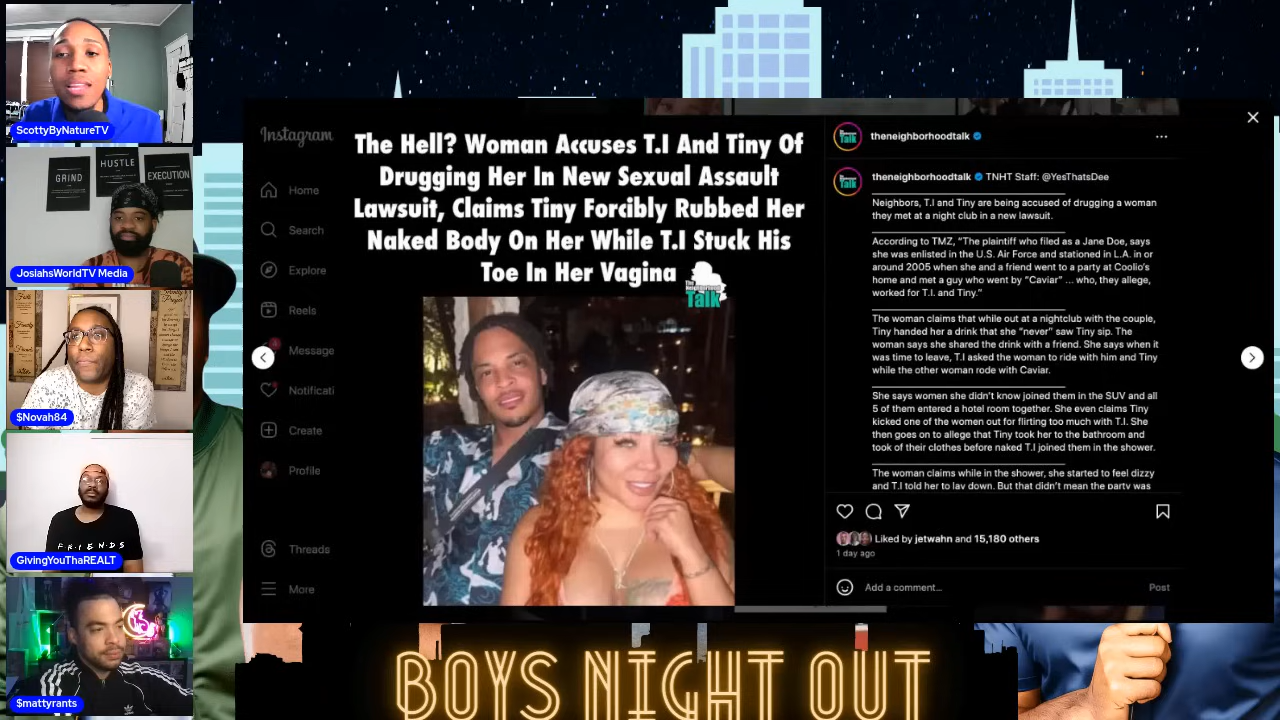 ScottyByNatureTV
GRIND
HUSTLE
EXECUTION
JosiahsWorldTV Media
$Novah84
F·R·I·E·N·D·S
GivingYouThaREALT
$mattyrants
Instagram
Home
Search
Explore
Reels
Message
Notificati
Create
Profile
Threads
More
The Hell? Woman Accuses T.I And Tiny Of
Drugging Her In New Sexual Assault
Lawsuit, Claims Tiny Forcibly Rubbed Her
Naked Body On Her While T.I Stuck His
Toe In Her Vagina
The Neighborhood
Talk
theneighborhoodtalk
theneighborhoodtalk TNHT Staff: @YesThatsDee
Neighbors, T.I and Tiny are being accused of drugging a woman
they met at a night club in a new lawsuit.
According to TMZ, “The plaintiff who filed as a Jane Doe, says
she was enlisted in the U.S. Air Force and stationed in L.A. in or
around 2005 when she and a friend went to a party at Coolio's
home and met a guy who went by “Caviar” ... who, they allege,
worked for T.I. and Tiny.”
The woman claims that while out at a nightclub with the couple,
Tiny handed her a drink that she “never” saw Tiny sip. The
woman says she shared the drink with a friend. She says when it
was time to leave, T.I asked the woman to ride with him and Tiny
while the other woman rode with Caviar.
She says women she didn't know joined them in the SUV and all
5 of them entered a hotel room together. She even claims Tiny
kicked one of the women out for flirting too much with T.I. She
then goes on to allege that Tiny took her to the bathroom and
took of their clothes before naked T.I joined them in the shower.
The woman claims while in the shower, she started to feel dizzy
and T.I told her to lay down. But that didn't mean the party was
Liked by jetwahn and 15,180 others
1 day ago
Add a comment...
Post
BOYS NIGHT OUT